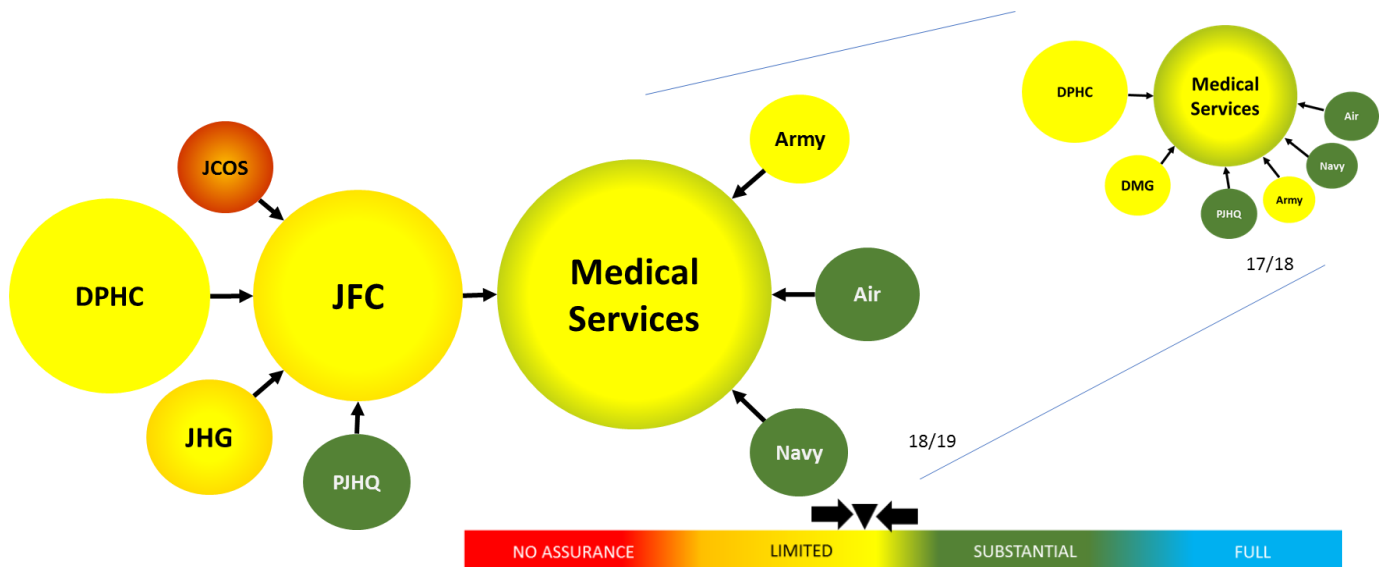 JCOS
DPHC
JFC
JHG
PJHQ
Medical
Services
Army
Air
Navy
18/19
DPHC
Medical
Services
Air
Navy
Army
PJHQ
DMG
17/18
NO ASSURANCE
LIMITED
SUBSTANTIAL
FULL